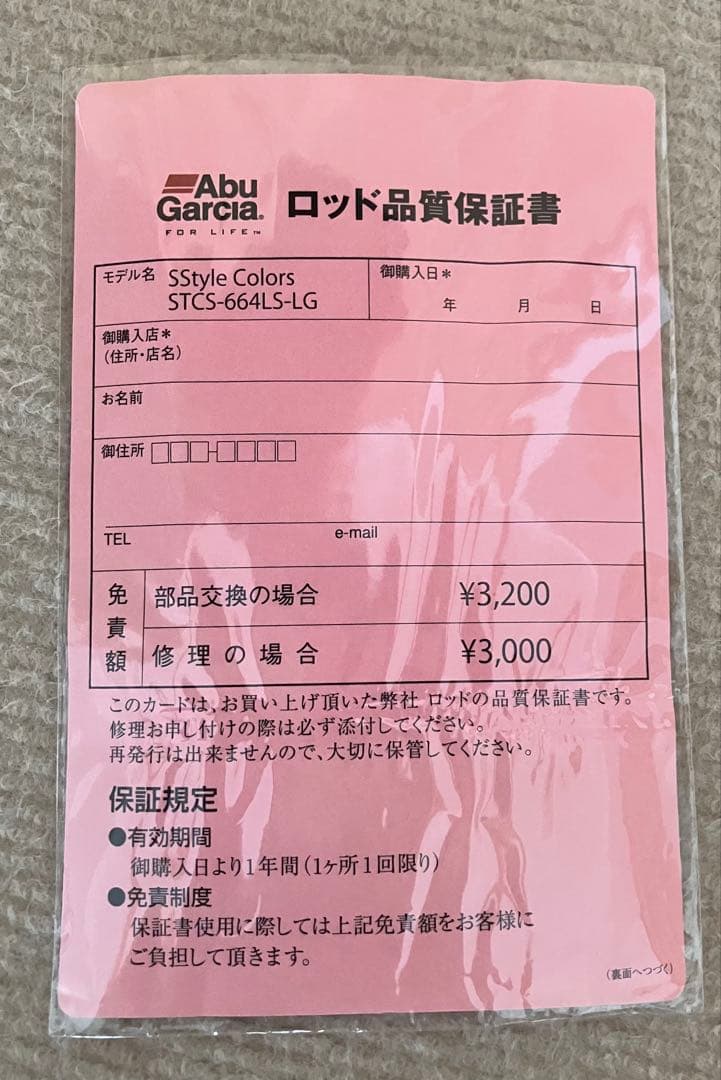 Abu
Garcia®
FOR LIFE™
ロッド品質保証書
モデル名
SStyle Colors
STCS-664LS-LG
御購入日*
年 月 日
御購入店*
(住所・店名)
お名前
御住所 □□□-□□□□
TEL
e-mail
免責額
部品交換の場合 ¥3,200
修理の場合 ¥3,000
このカードは、お買い上げ頂いた弊社 ロッドの品質保証書です。
修理お申し付けの際は必ず添付してください。
再発行は出来ませんので、大切に保管してください。
保証規定
●有効期間
御購入日より1年間(1ヶ所1回限り)
●免責制度
保証書使用に際しては上記免責額をお客様に
ご負担して頂きます。
(裏面へつづく)